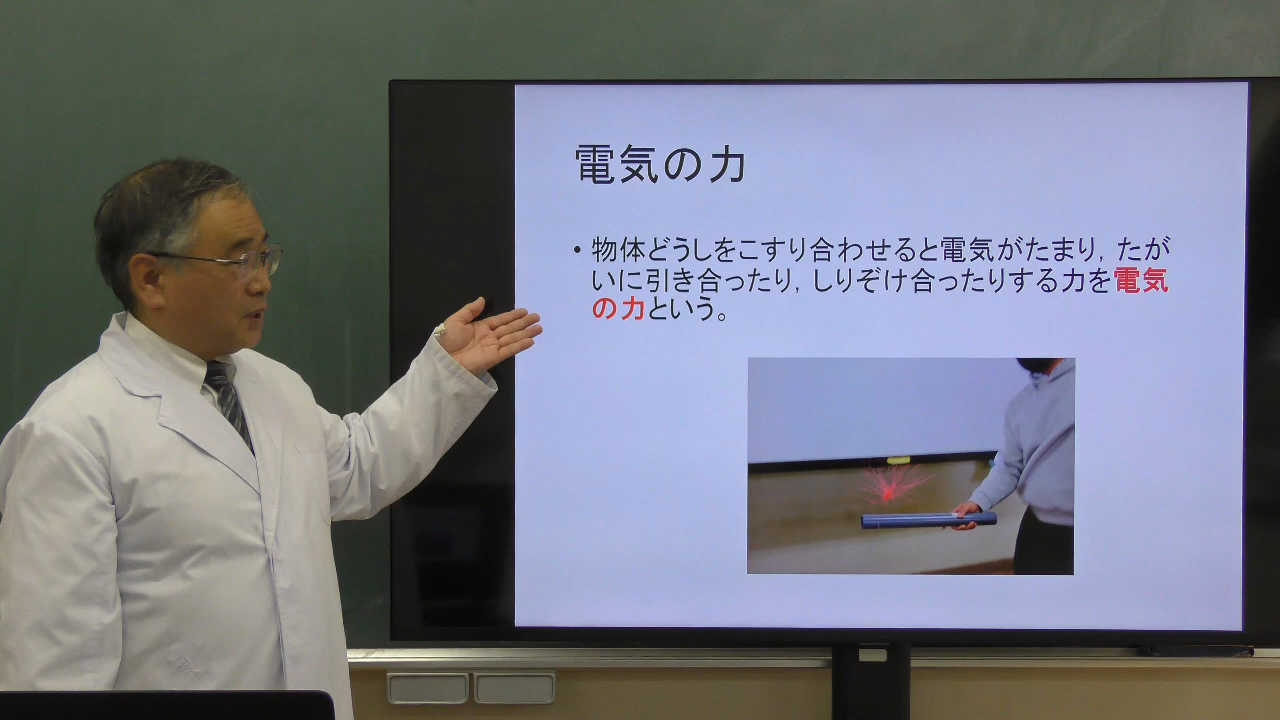 電気の力
• 物体どうしをこすり合わせると電気がたまり，たが
いに引き合ったり，しりぞけ合ったりする力を電気
の力という。